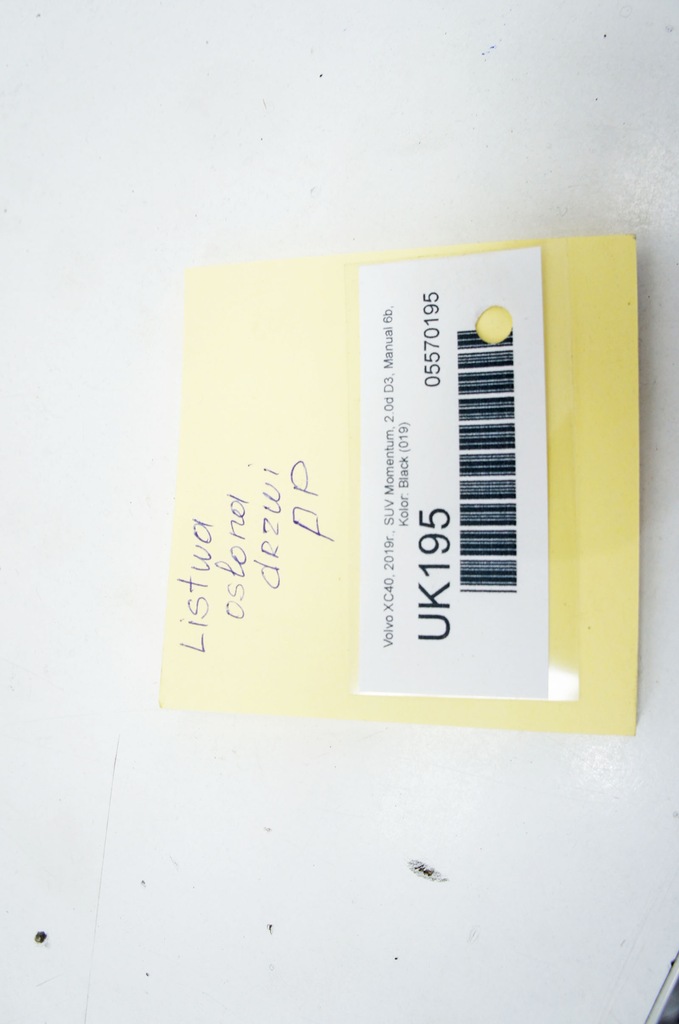 Listwa
osłona
drzwi
PP
Volvo XC40, 2019r., SUV Momentum, 2.0d D3, Manual 6b,
Kolor: Black (019)
UK195
05570195